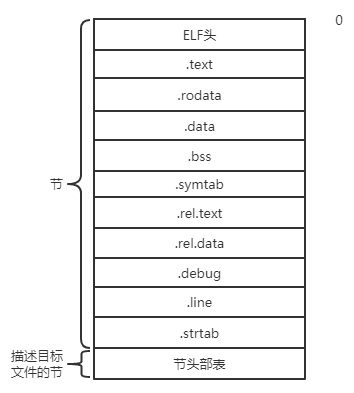 ELF头
0
.text
.rodata
.data
.bss
节
.symtab
.rel.text
.rel.data
.debug
.line
.strtab
描述目标
文件的节
节头部表